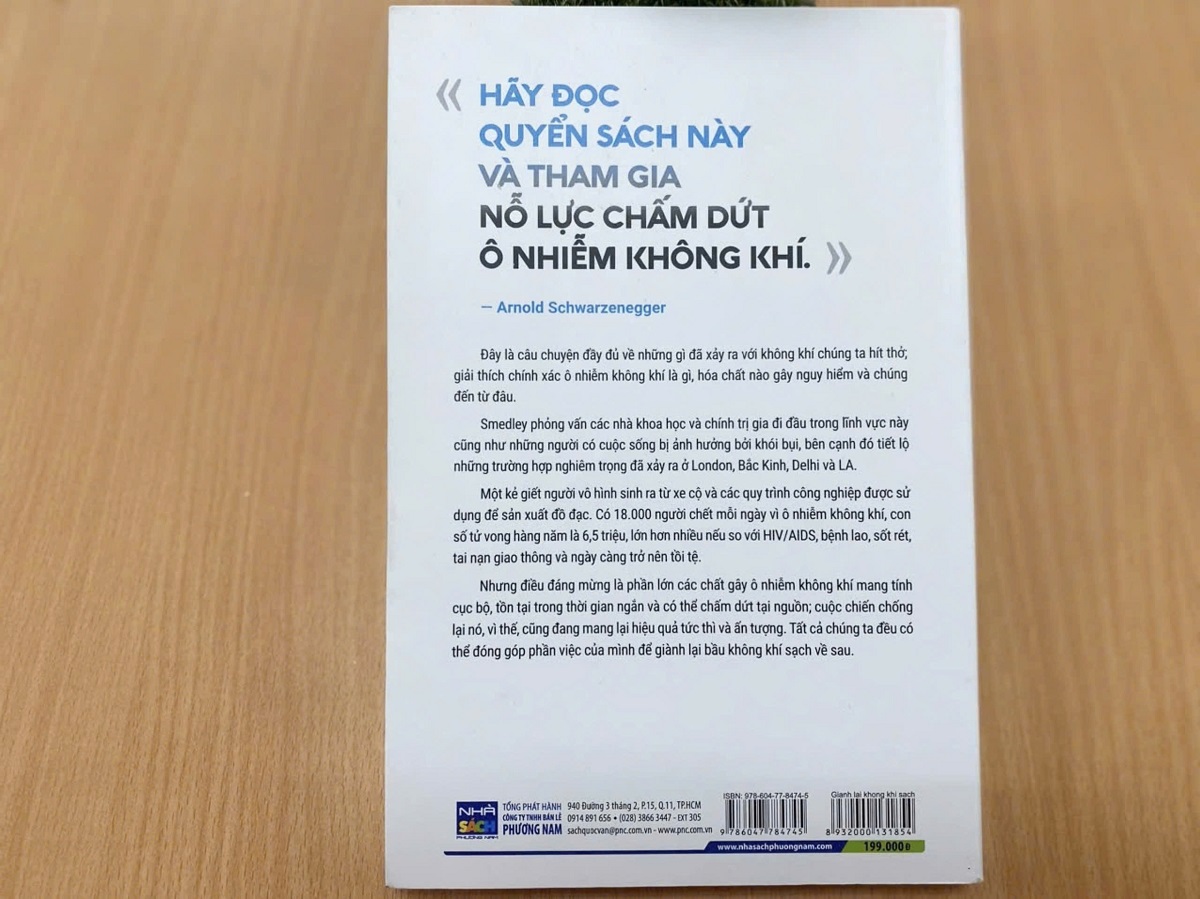 « HÃY ĐỌC
QUYỂN SÁCH NÀY
VÀ THAM GIA
NỖ LỰC CHẤM DỨT
Ô NHIỄM KHÔNG KHÍ. »
— Arnold Schwarzenegger
Đây là câu chuyện đầy đủ về những gì đã xảy ra với không khí chúng ta hít thở;
giải thích chính xác ô nhiễm không khí là gì, hóa chất nào gây nguy hiểm và chúng
đến từ đâu.
Smedley phỏng vấn các nhà khoa học và chính trị gia đi đầu trong lĩnh vực này
cũng như những người có cuộc sống bị ảnh hưởng bởi khói bụi, bên cạnh đó tiết lộ
những trường hợp nghiêm trọng đã xảy ra ở London, Bắc Kinh, Delhi và LA.
Một kẻ giết người vô hình sinh ra từ xe cộ và các quy trình công nghiệp được sử
dụng để sản xuất đồ đạc. Có 18.000 người chết mỗi ngày vì ô nhiễm không khí, con
số tử vong hàng năm là 6,5 triệu, lớn hơn nhiều nếu so với HIV/AIDS, bệnh lao, sốt rét,
tai nạn giao thông và ngày càng trở nên tồi tệ.
Nhưng điều đáng mừng là phần lớn các chất gây ô nhiễm không khí mang tính
cục bộ, tồn tại trong thời gian ngắn và có thể chấm dứt tại nguồn; cuộc chiến chống
lại nó, vì thế, cũng đang mang lại hiệu quả tức thì và ấn tượng. Tất cả chúng ta đều có
thể đóng góp phần việc của mình để giành lại bầu không khí sạch về sau.
NHÀ
SÁCH
PHƯƠNG NAM
TỔNG PHÁT HÀNH
CÔNG TY TNHH BÁN LẺ
PHƯƠNG NAM
940 Đường 3 tháng 2, P.15, Q.11, TP.HCM
0914 891 656 • (028) 3866 3447 - EXT 305
sachquocvan@pnc.com.vn - www.pnc.com.vn
ISBN: 978-604-77-8474-5
9 786047 784745
Gianh lai khong khi sach
8 932000 131854
www.nhasachphuongnam.com
199.000 Đ